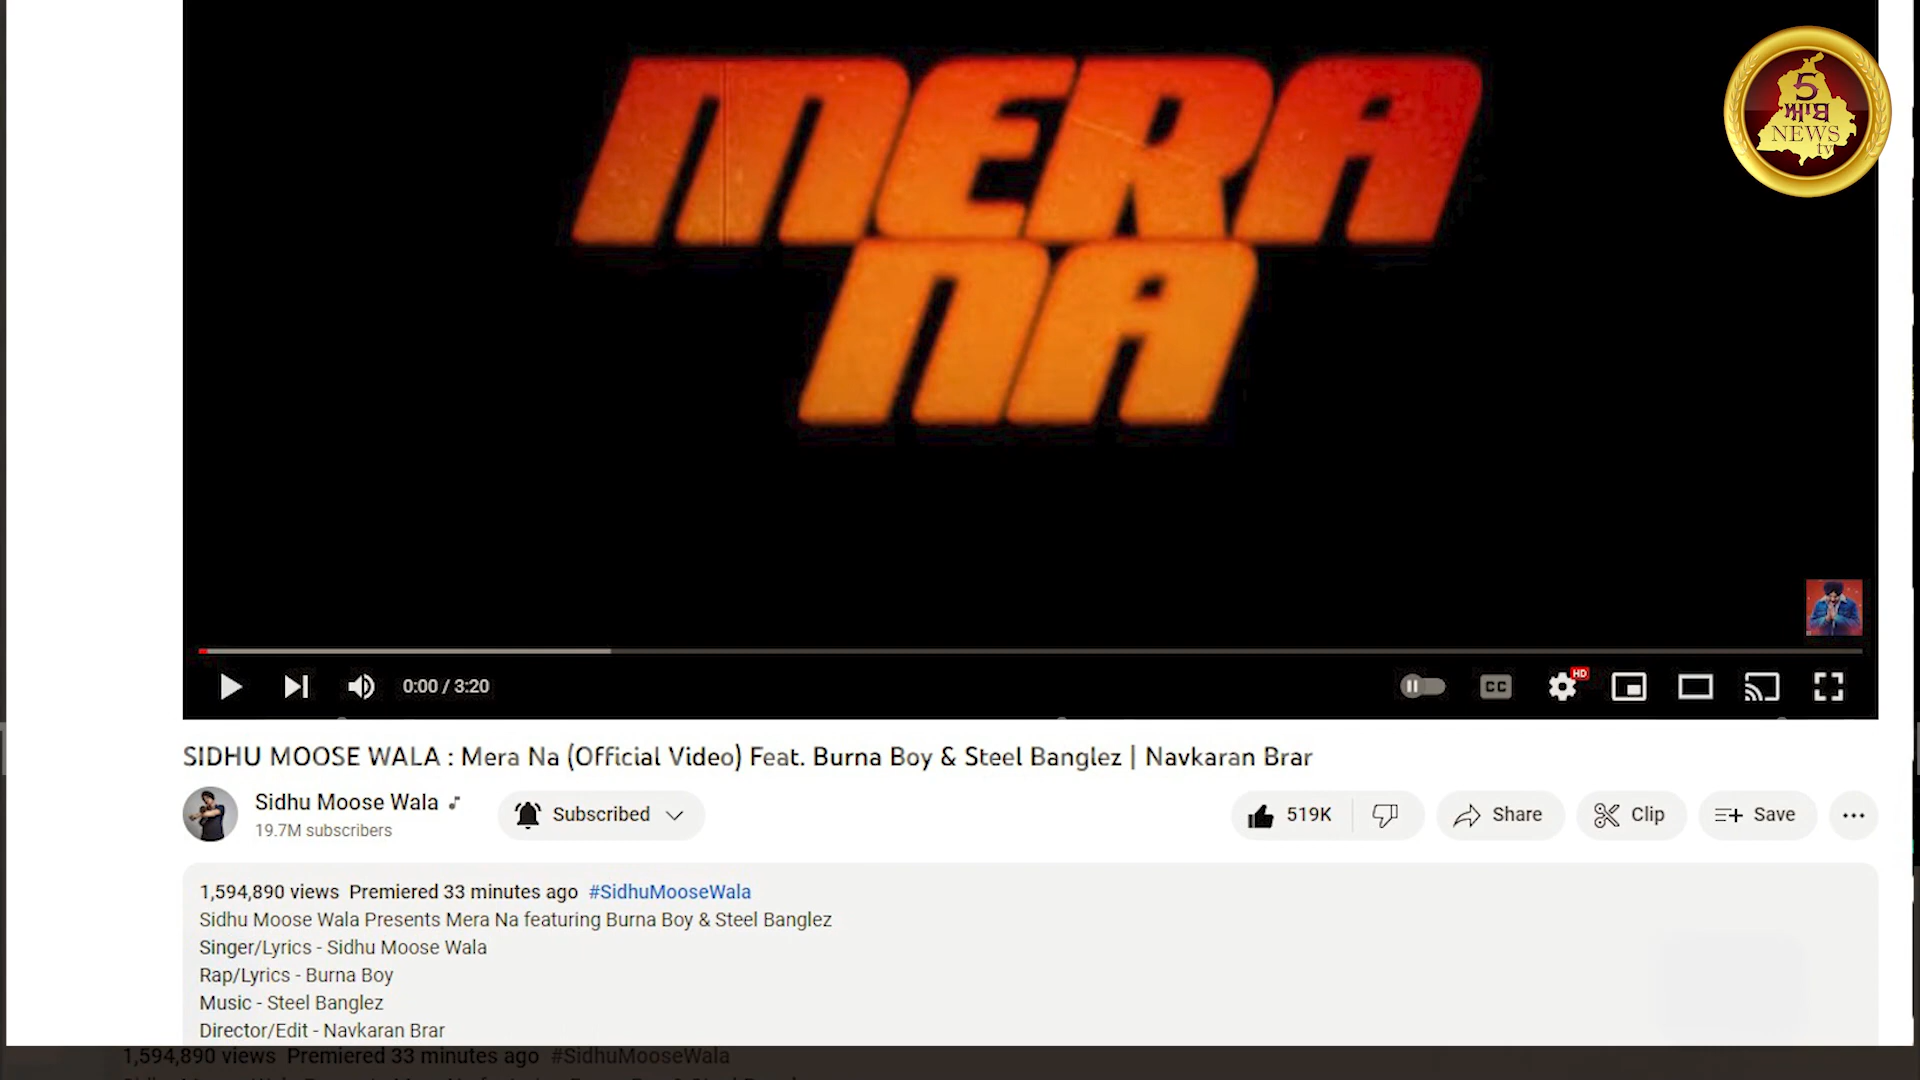 MERA
NA
5
ਆਬ
NEWS
tv
HD
CC
0:00 / 3:20
SIDHU MOOSE WALA : Mera Na (Official Video) Feat. Burna Boy & Steel Banglez | Navkaran Brar
Sidhu Moose Wala
19.7M subscribers
Subscribed
519K
Share
Clip
Save
1,594,890 views Premiered 33 minutes ago #SidhuMooseWala
Sidhu Moose Wala Presents Mera Na featuring Burna Boy & Steel Banglez
Singer/Lyrics - Sidhu Moose Wala
Rap/Lyrics - Burna Boy
Music - Steel Banglez
Director/Edit - Navkaran Brar
1,594,890 views Premiered 33 minutes ago #SidhuMooseWala